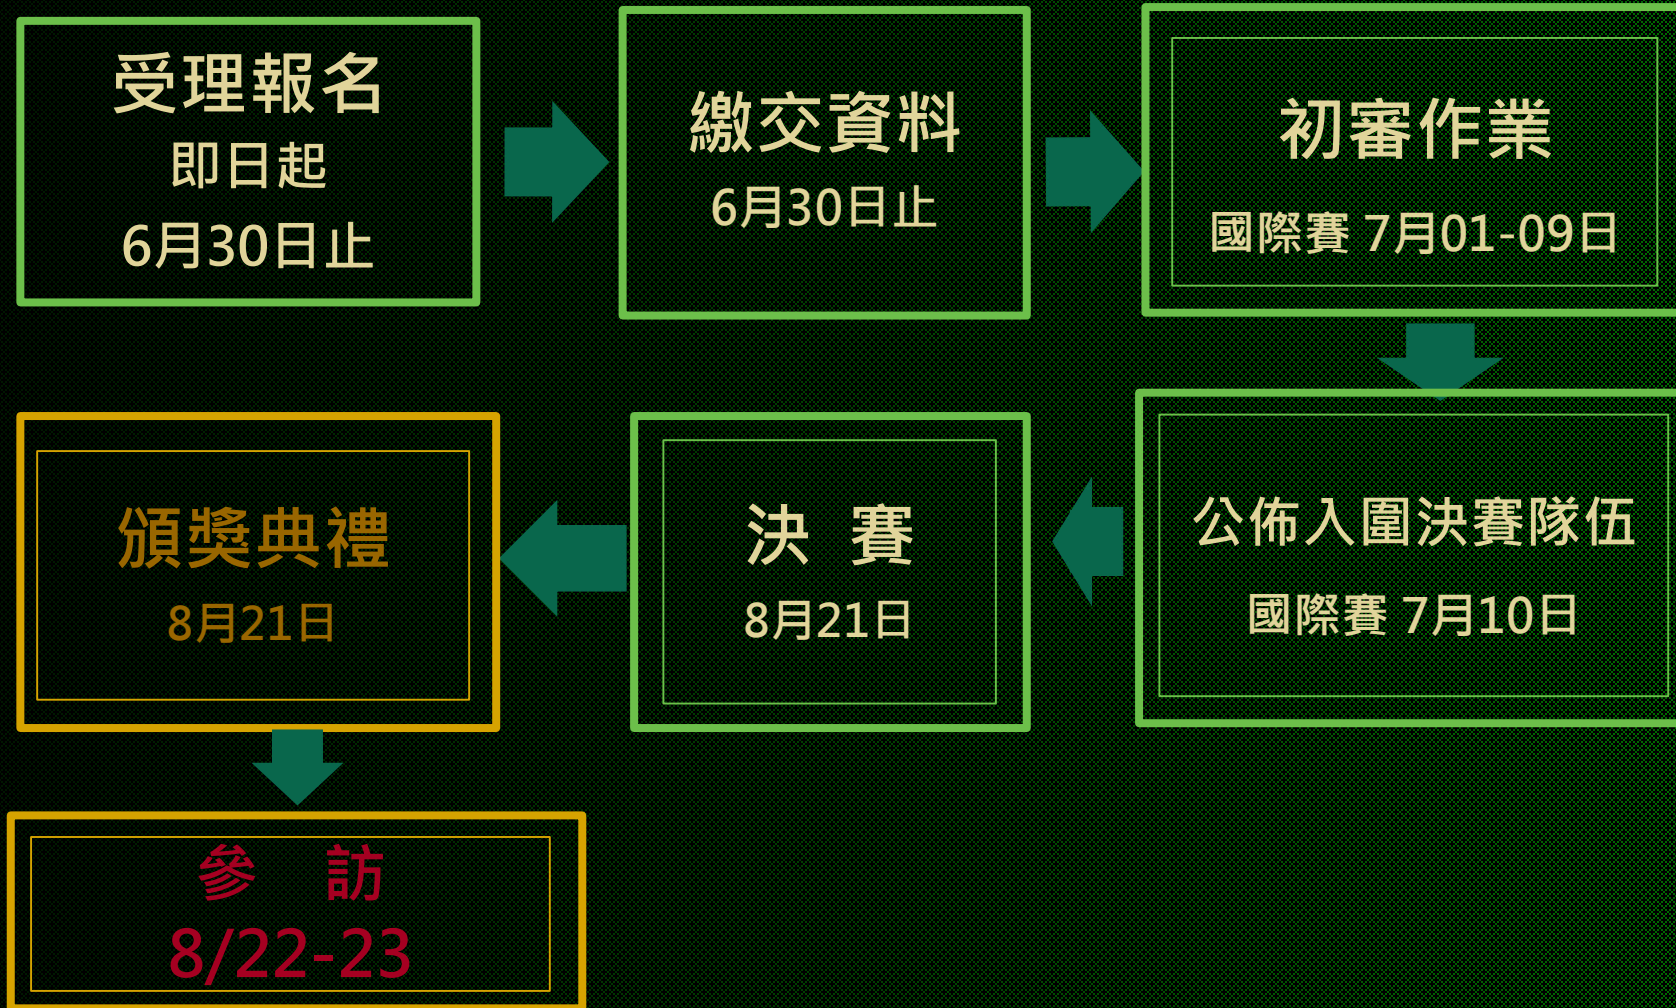 受理報名
即日起
6月30日止
繳交資料
6月30日止
初審作業
國際賽 7月01-09日
公佈入圍決賽隊伍
國際賽 7月10日
決 賽
8月21日
頒獎典禮
8月21日
參 訪
8/22-23